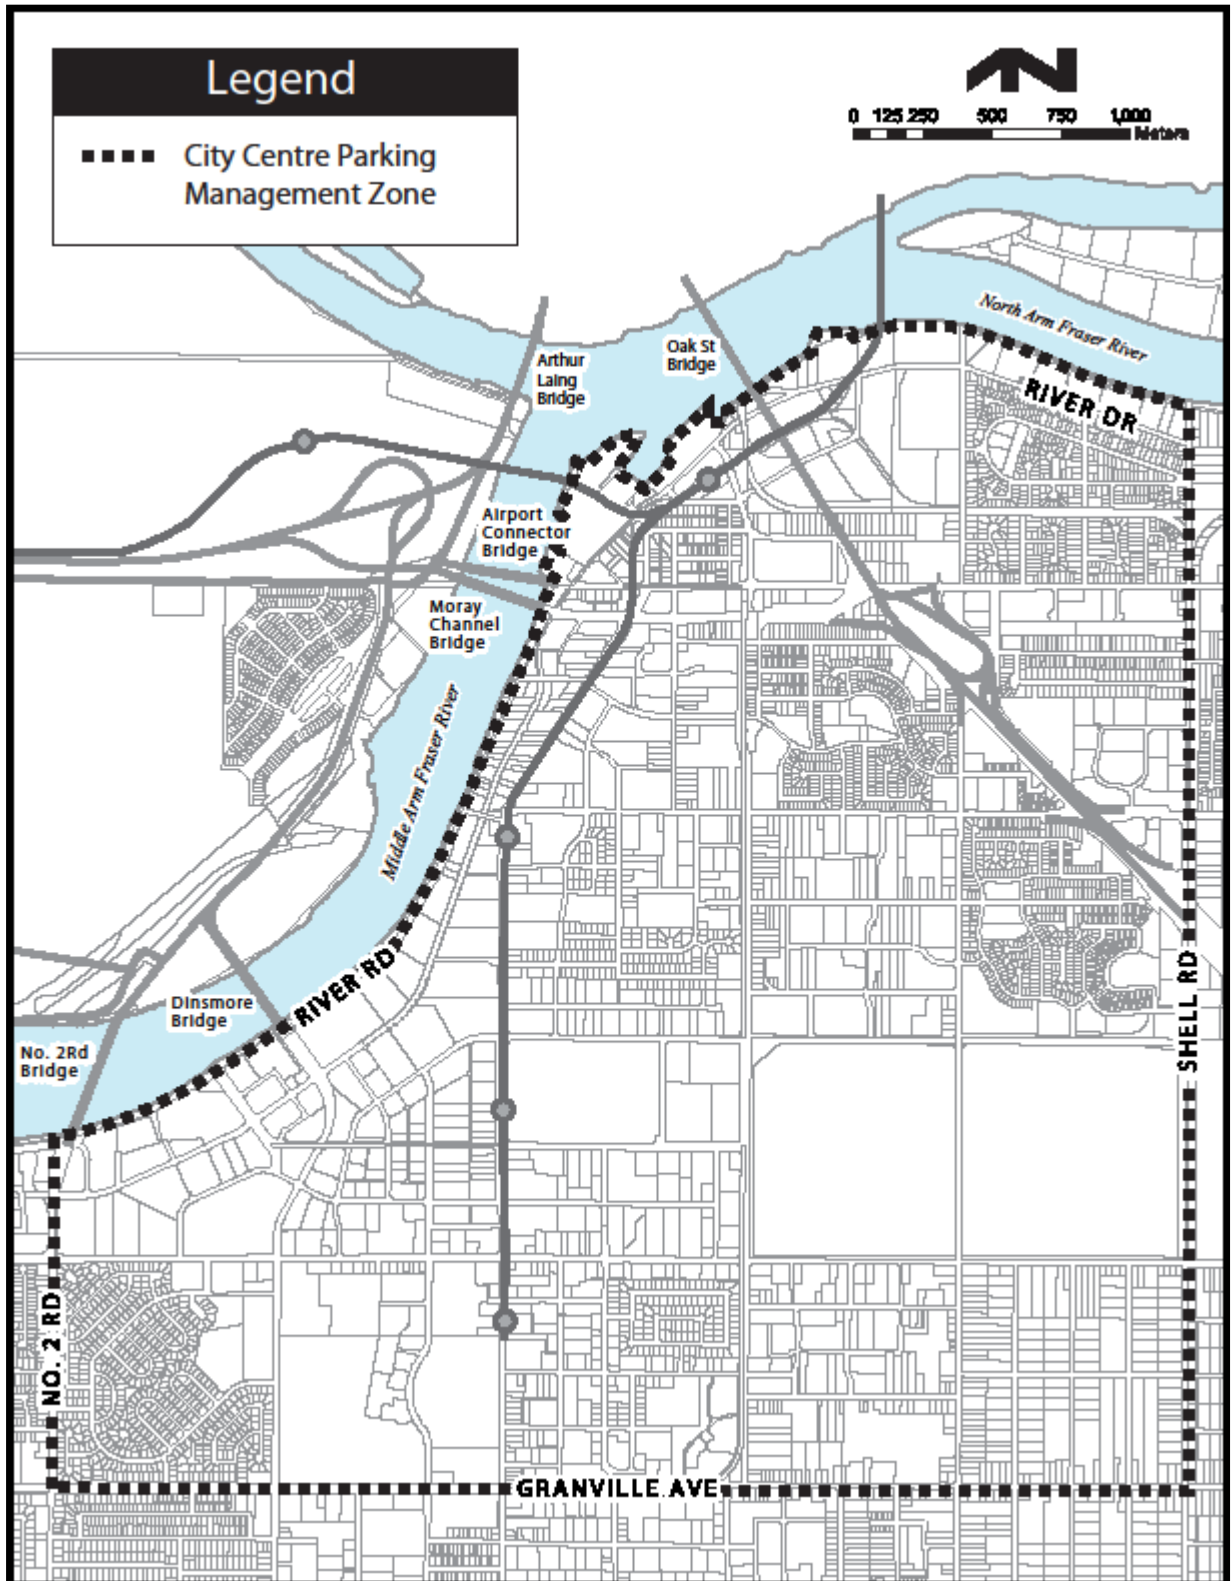 Legend
City Centre Parking
Management Zone
N
0 125 250 500 750 1,000
Meters
North Arm Fraser River
Oak St
Bridge
Arthur
Laing
Bridge
RIVER DR
Airport
Connector
Bridge
Moray
Channel
Bridge
Middle Arm Fraser River
RIVER RD
Dinsmore
Bridge
No. 2Rd
Bridge
SHELL RD
NO. 2 RD
GRANVILLE AVE